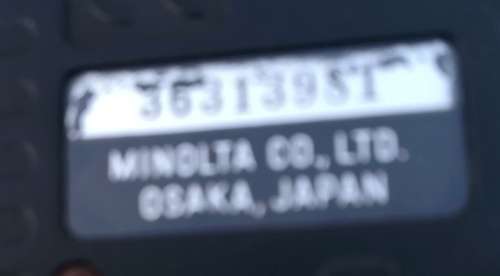 36313981
MINOLTA CO., LTD.
OSAKA, JAPAN